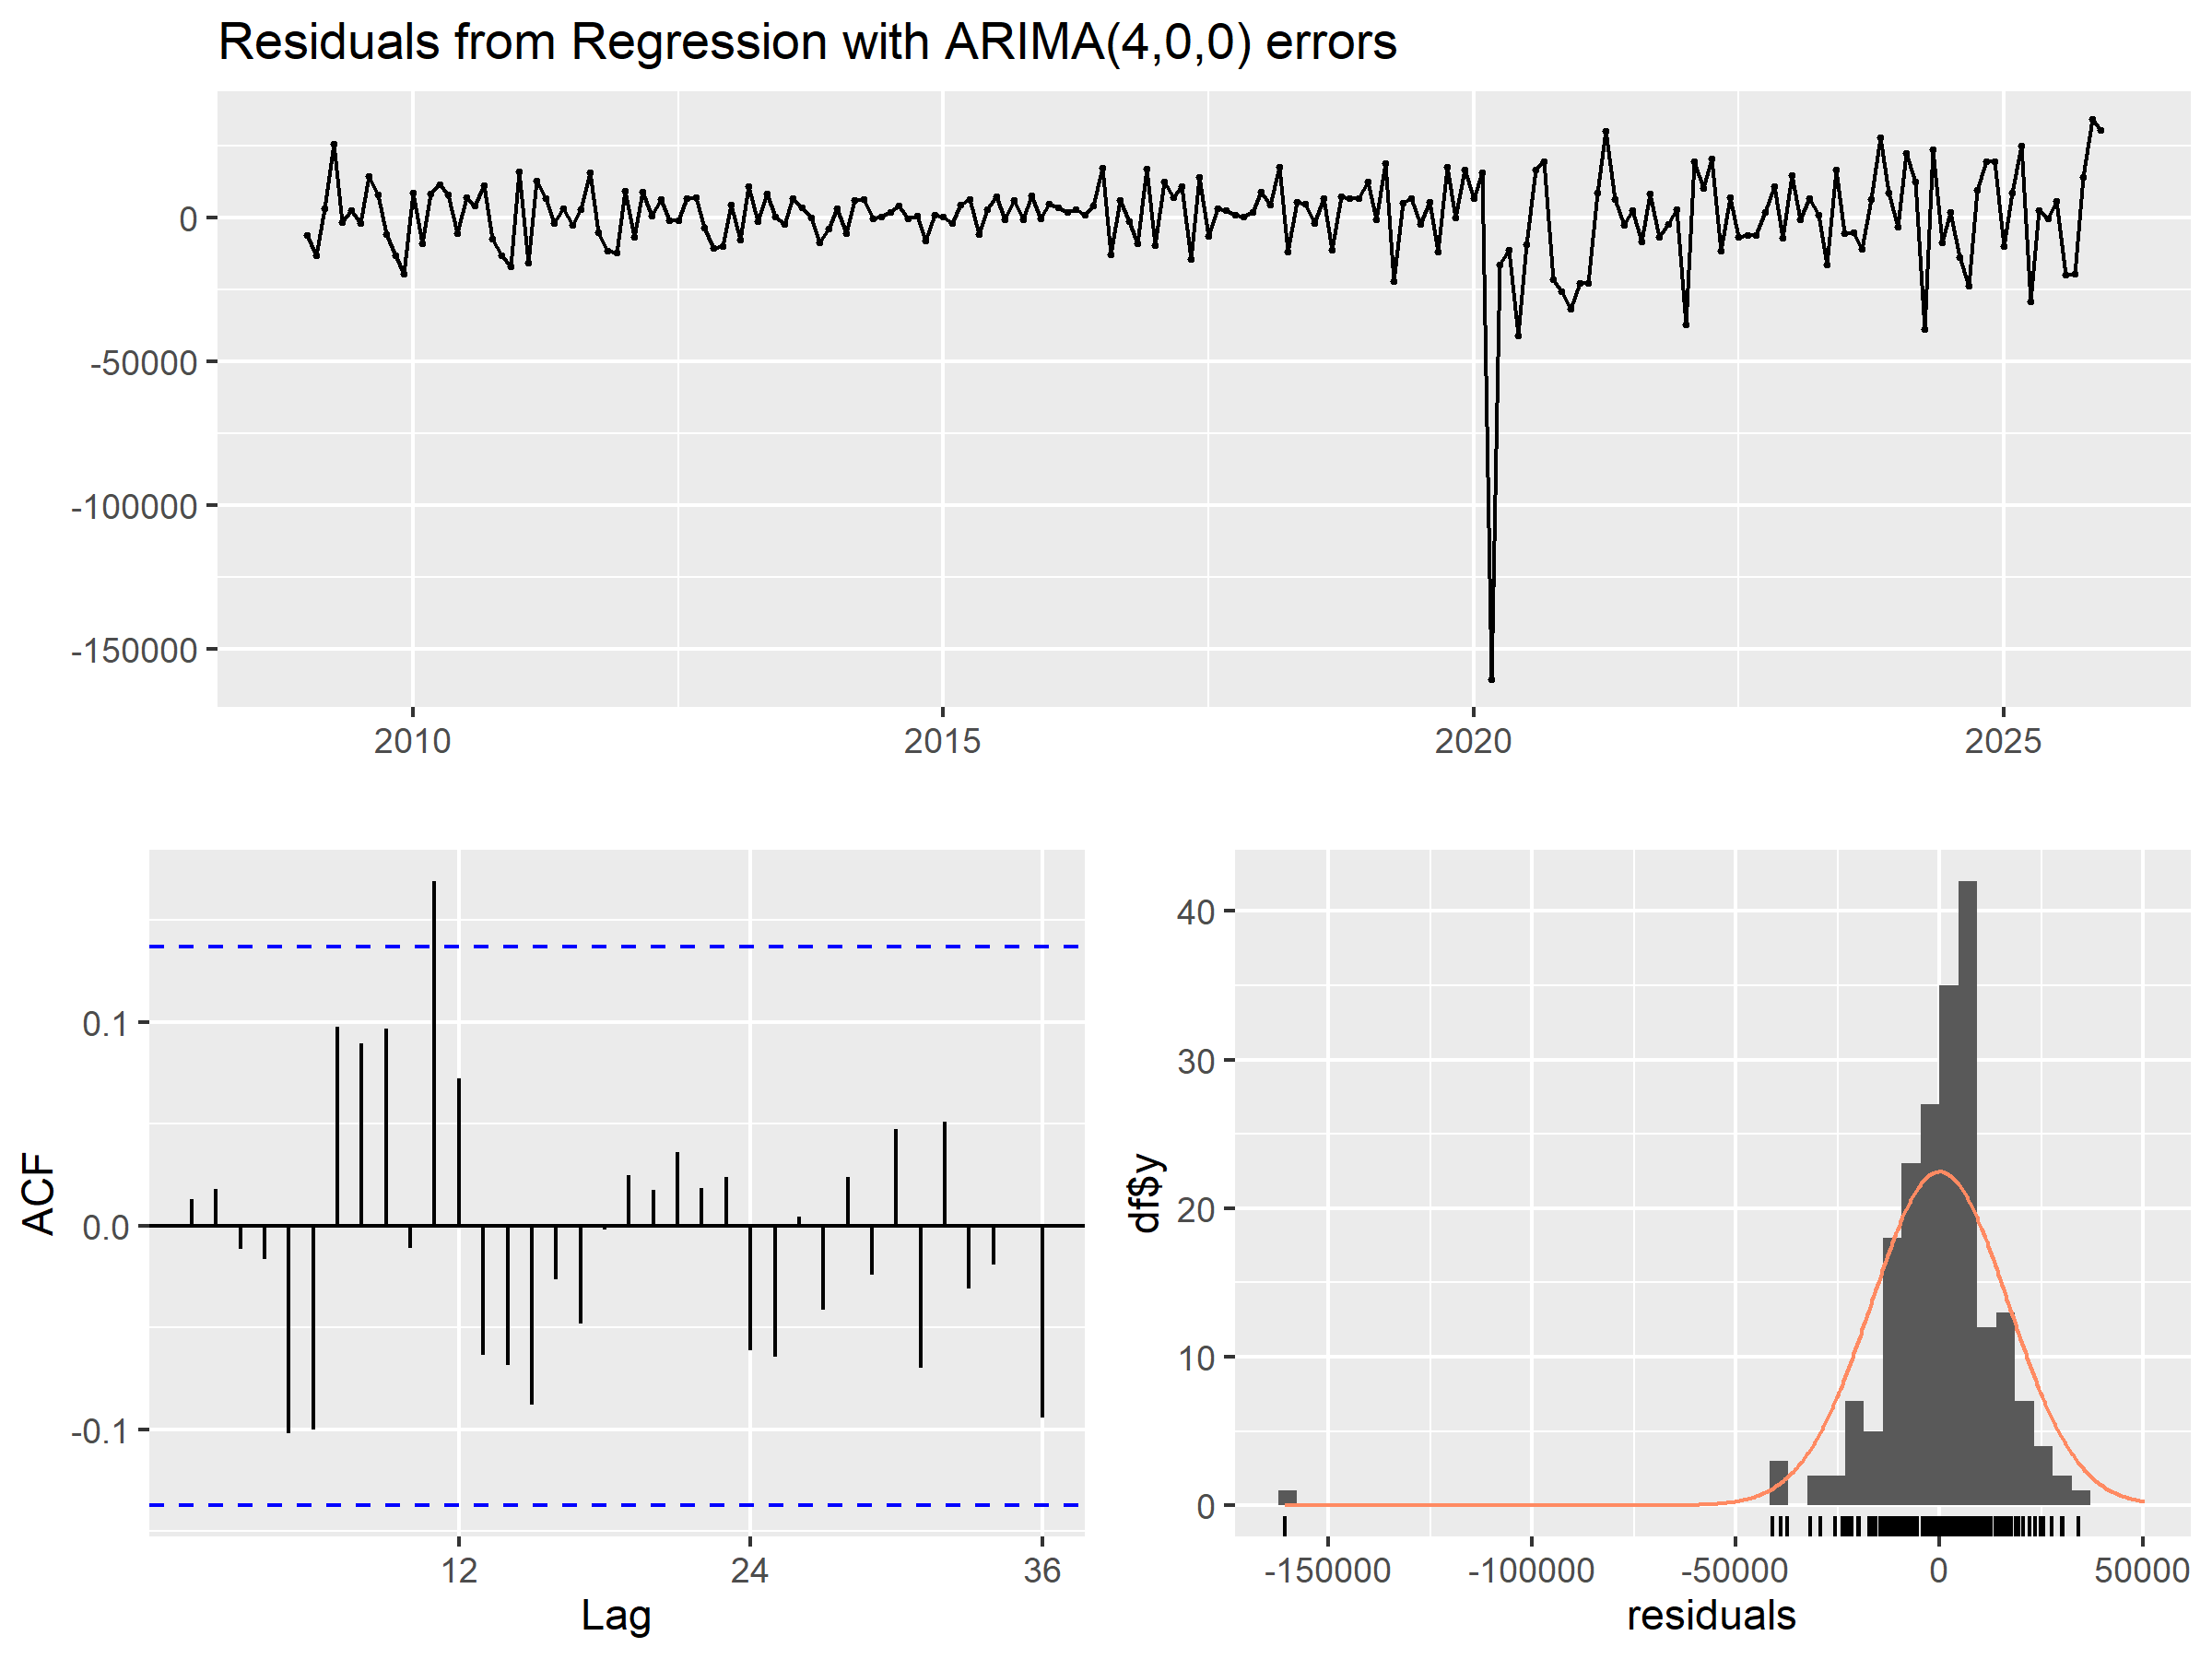 Residuals from Regression with ARIMA(4,0,0) errors
0
-50000
-100000
-150000
2010 2015 2020 2025
ACF
0.1
0.0
-0.1
12 24 36
Lag
df$y
40
30
20
10
0
-150000 -100000 -50000 0 50000
residuals